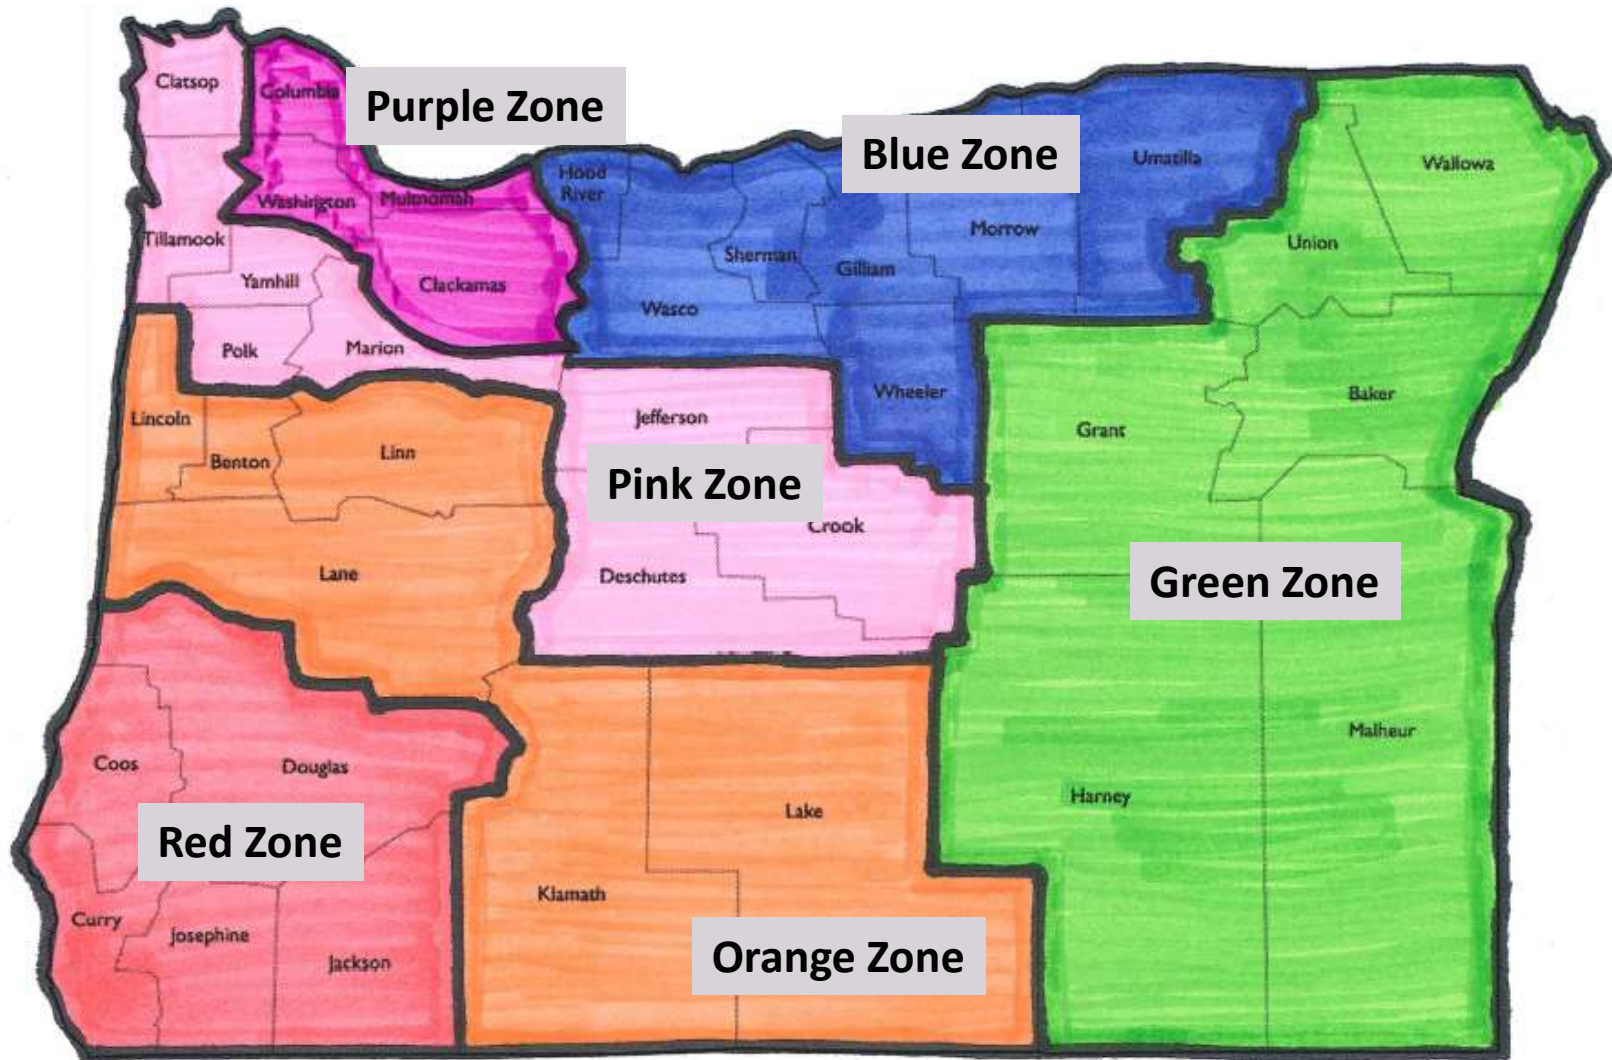 Clatsop
Columbia
Purple Zone
Washington
Multnomah
Tillamook
Yamhill
Clackamas
Polk
Marion
Hood
River
Blue Zone
Umatilla
Morrow
Sherman
Gilliam
Wasco
Wheeler
Wallowa
Union
Baker
Grant
Lincoln
Benton
Linn
Lane
Jefferson
Pink Zone
Crook
Deschutes
Green Zone
Malheur
Harney
Coos
Douglas
Red Zone
Curry
Josephine
Jackson
Lake
Klamath
Orange Zone